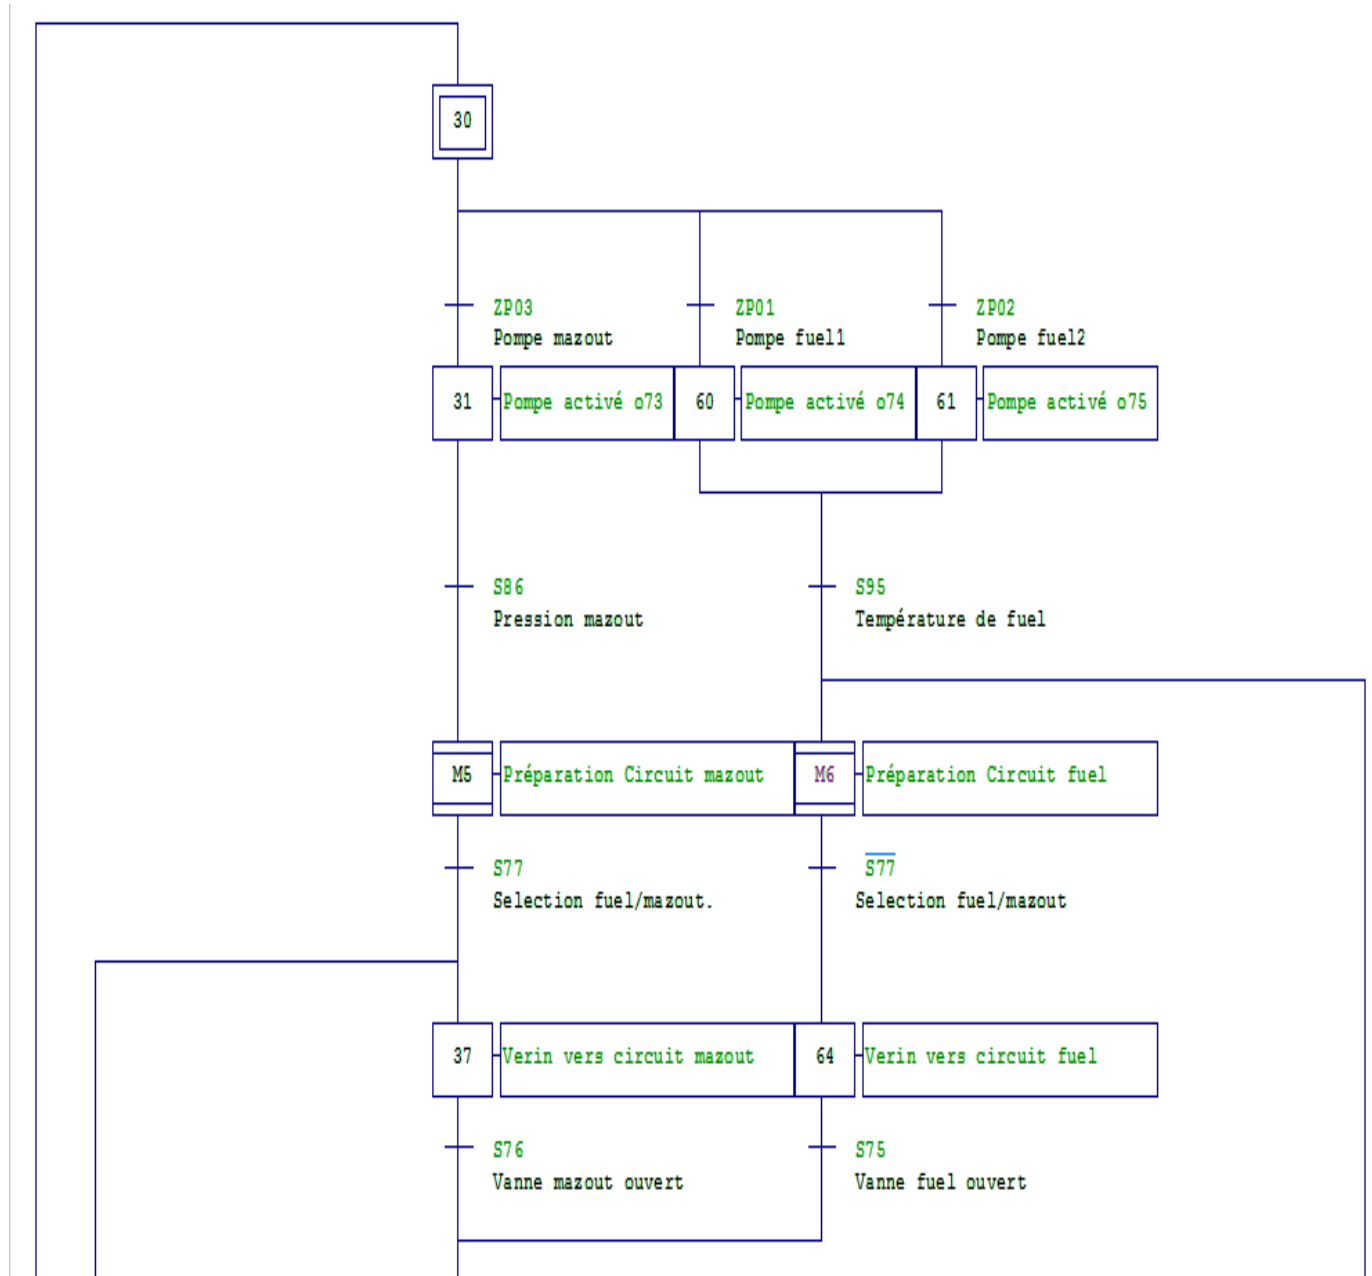 30
ZP03
Pompe mazout
ZP01
Pompe fuel1
ZP02
Pompe fuel2
31
Pompe activé o73
60
Pompe activé o74
61
Pompe activé o75
S86
Pression mazout
S95
Température de fuel
M5
Préparation Circuit mazout
M6
Préparation Circuit fuel
S77
Selection fuel/mazout.
S77
Selection fuel/mazout
37
Verin vers circuit mazout
64
Verin vers circuit fuel
S76
Vanne mazout ouvert
S75
Vanne fuel ouvert